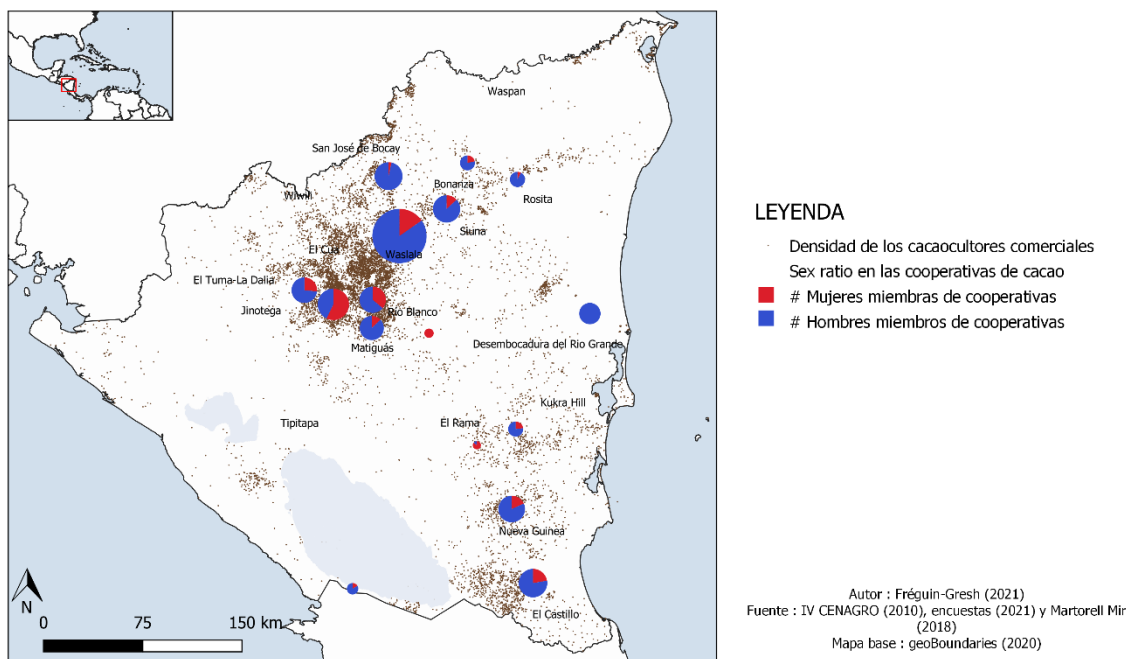 Waspan
San José de Bocay
Bonanza
Rosita
Wiwilí
Siuna
El Cuá
Waslala
El Tuma-La Dalia
Jinotega
Río Blanco
Matiguás
Desembocadura del Rio Grande
Kukra Hill
Tipitapa
El Rama
Nueva Guinea
El Castillo
N
0 75 150 km
LEYENDA
Densidad de los cacaocultores comerciales
Sex ratio en las cooperativas de cacao
# Mujeres miembras de cooperativas
# Hombres miembros de cooperativas
Autor : Fréguin-Gresh (2021)
Fuente : IV CENAGRO (2010), encuestas (2021) y Martorell Mir
(2018)
Mapa base : geoBoundaries (2020)